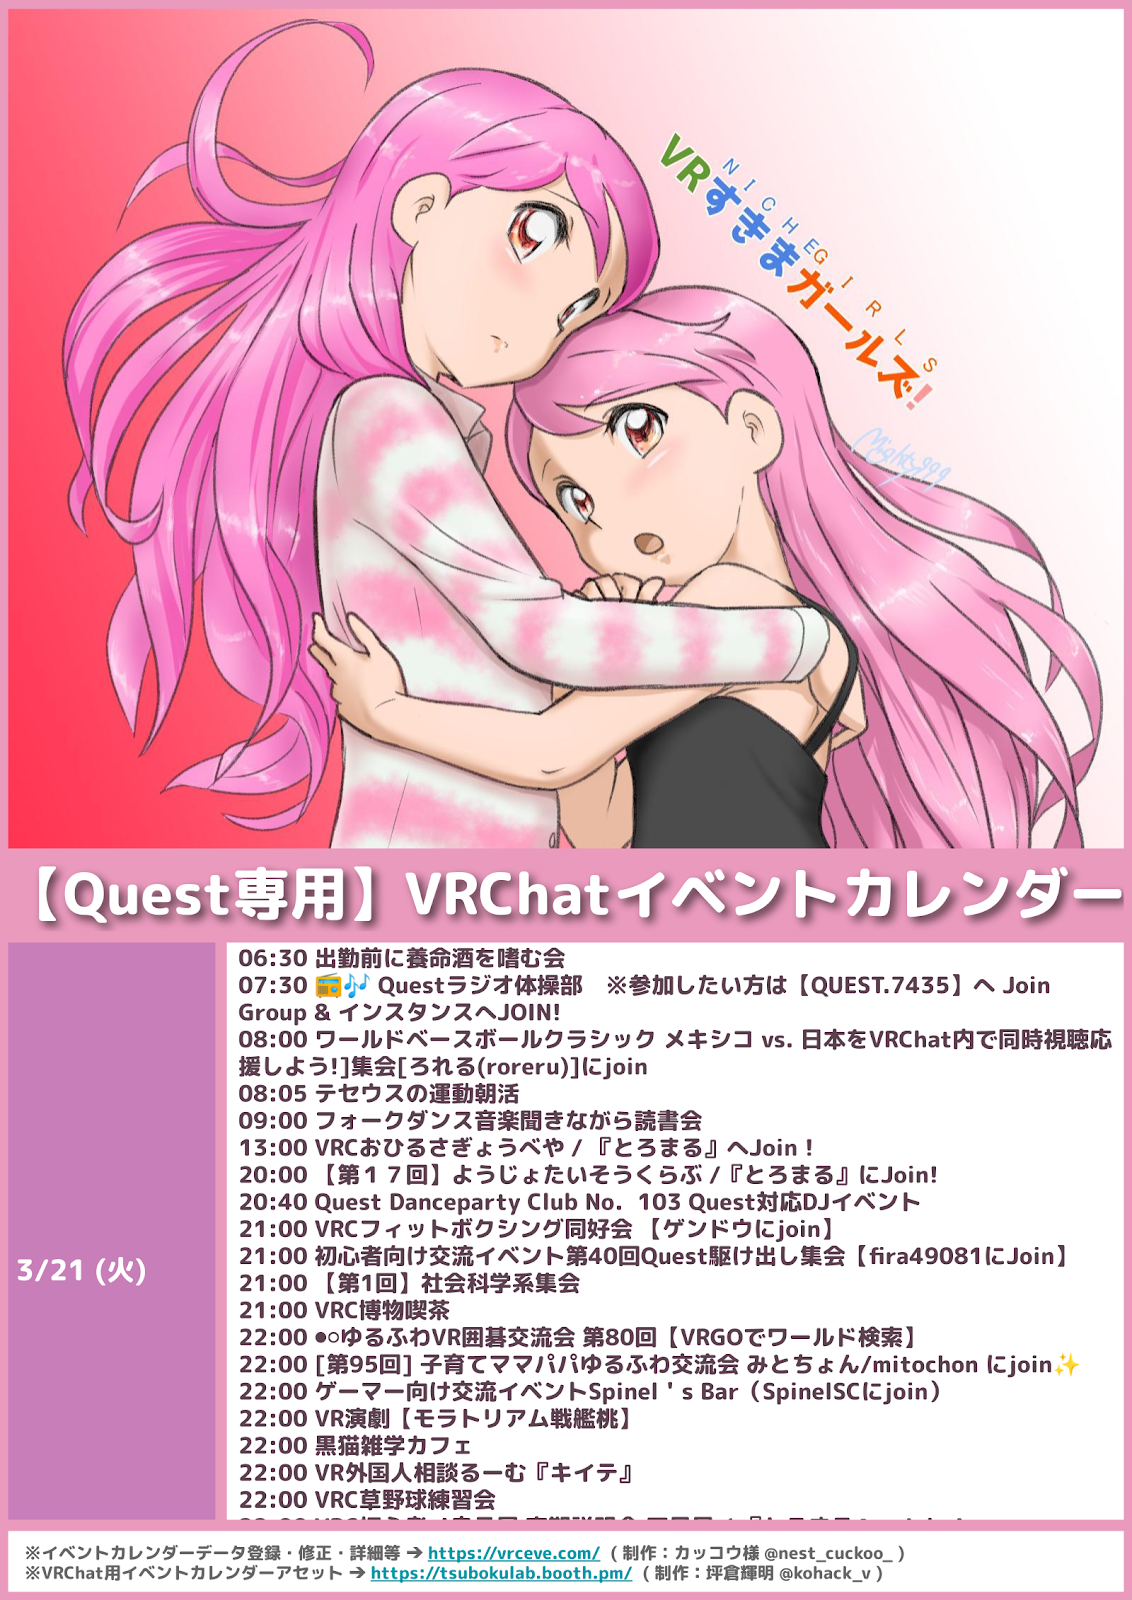 VRすきまガールズ!
NICHEGIRLS
Mighty999
【Quest専用】VRChatイベントカレンダー
3/21 (火)
06:30 出勤前に養命酒を嗜む会
07:30 📻🎶 Questラジオ体操部　※参加したい方は【QUEST.7435】へ Join
Group & インスタンスへJOIN!
08:00 ワールドベースボールクラシック メキシコ vs. 日本をVRChat内で同時視聴応
援しよう!]集会[ろれる(roreru)]にjoin
08:05 テセウスの運動朝活
09:00 フォークダンス音楽聞きながら読書会
13:00 VRCおひるさぎょうべや / 『とろまる』へJoin！
20:00 【第１７回】ようじょたいそうくらぶ /『とろまる』にJoin!
20:40 Quest Danceparty Club No．103 Quest対応DJイベント
21:00 VRCフィットボクシング同好会 【ゲンドウにjoin】
21:00 初心者向け交流イベント第40回Quest駆け出し集会【fira49081にJoin】
21:00 【第1回】社会科学系集会
21:00 VRC博物喫茶
22:00 ●○ゆるふわVR囲碁交流会 第80回【VRGOでワールド検索】
22:00 [第95回] 子育てママパパゆるふわ交流会 みとちょん/mitochon にjoin✨
22:00 ゲーマー向け交流イベントSpinel＇s Bar（SpinelSCにjoin）
22:00 VR演劇【モラトリアム戦艦桃】
22:00 黒猫雑学カフェ
22:00 VR外国人相談るーむ『キイテ』
22:00 VRC草野球練習会
※イベントカレンダーデータ登録・修正・詳細等 → https://vrceve.com/ （制作：カッコウ様 @nest_cuckoo_ ）
※VRChat用イベントカレンダーアセット → https://tsubokulab.booth.pm/ （制作：坪倉輝明 @kohack_v ）